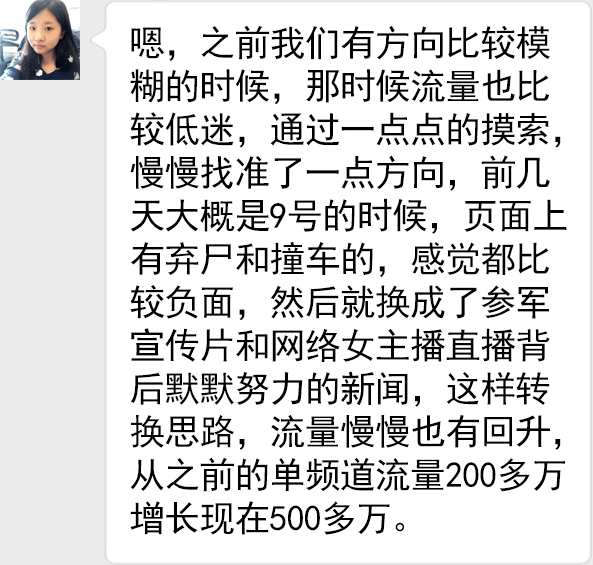 嗯，之前我们有方向比较模
糊的时候，那时候流量也比
较低迷，通过一点点的摸索，
慢慢找准了一点方向，前几
天大概是9号的时候，页面上
有弃尸和撞车的，感觉都比
较负面，然后就换成了参军
宣传片和网络女主播直播背
后默默努力的新闻，这样转
换思路，流量慢慢也有回升，
从之前的单频道流量200多万
增长现在500多万。